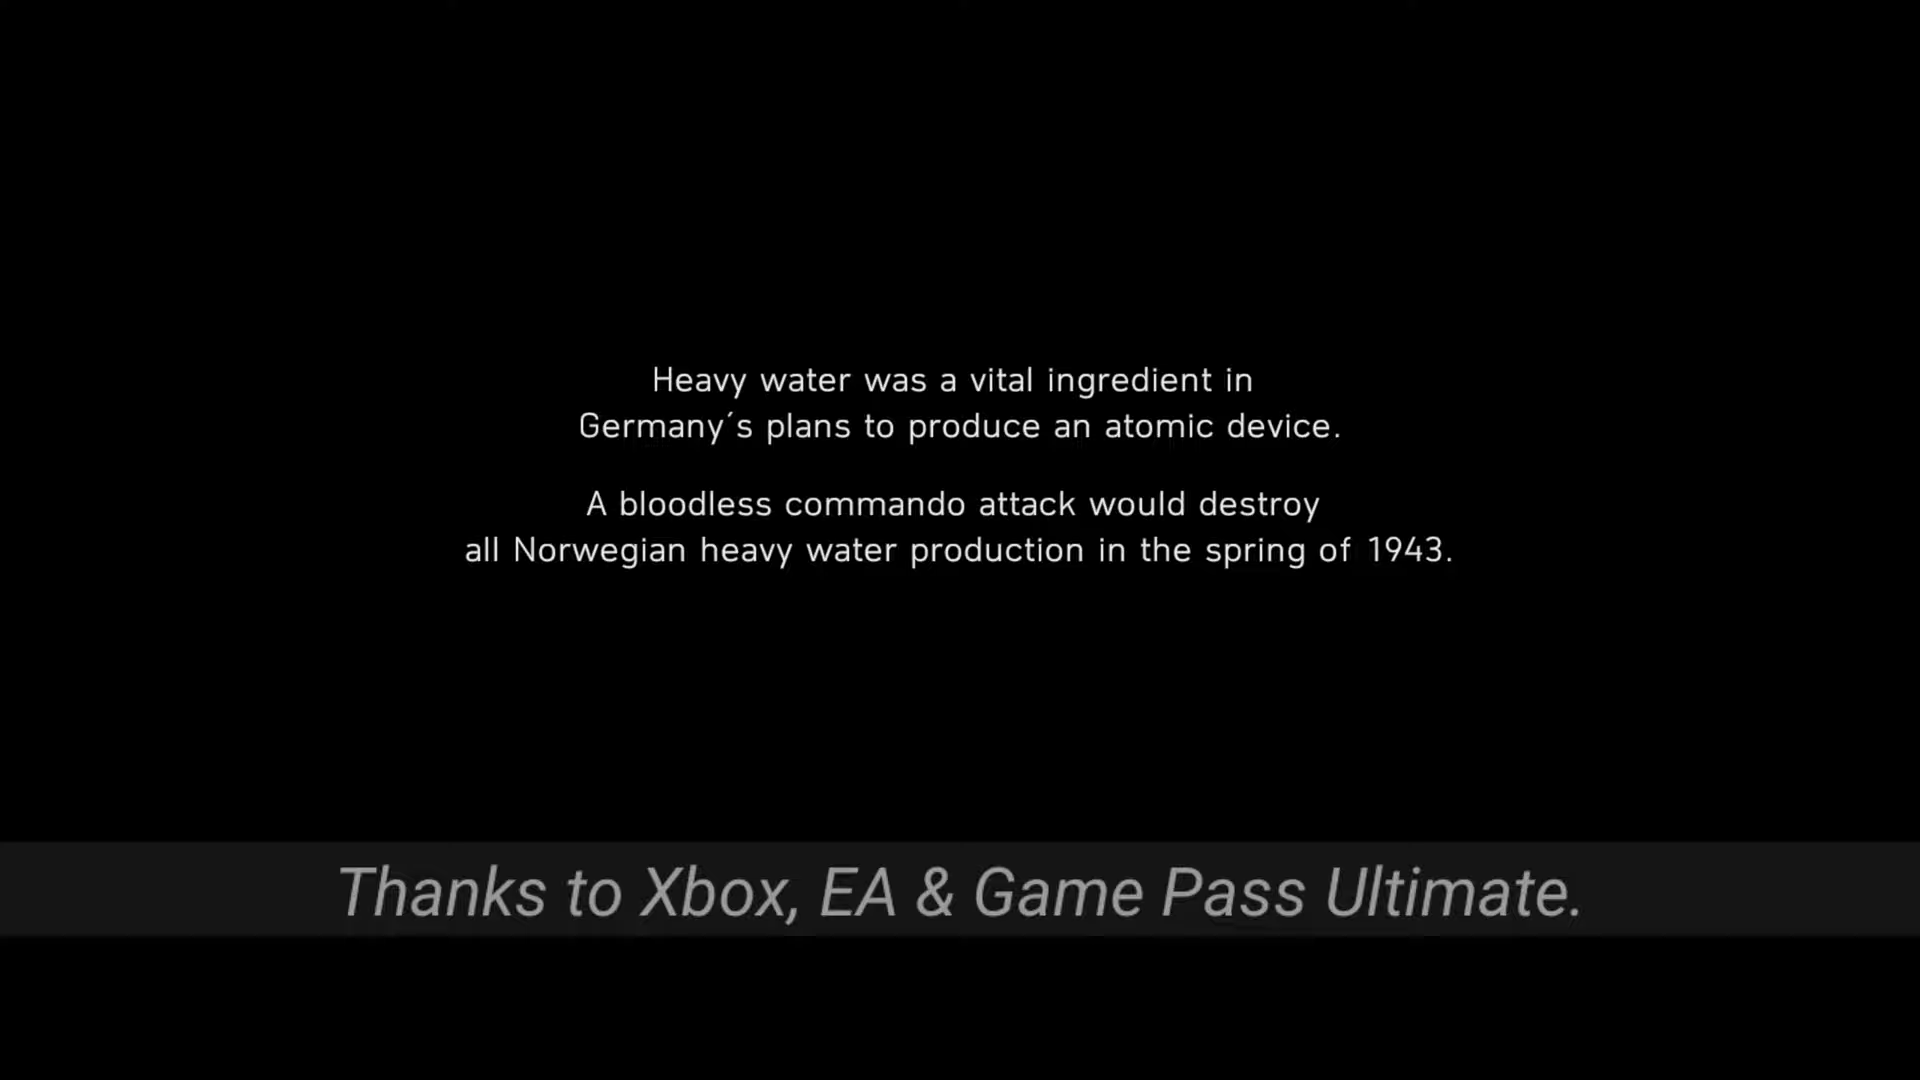 Heavy water was a vital ingredient in
Germany´s plans to produce an atomic device.
A bloodless commando attack would destroy
all Norwegian heavy water production in the spring of 1943.
Thanks to Xbox, EA & Game Pass Ultimate.